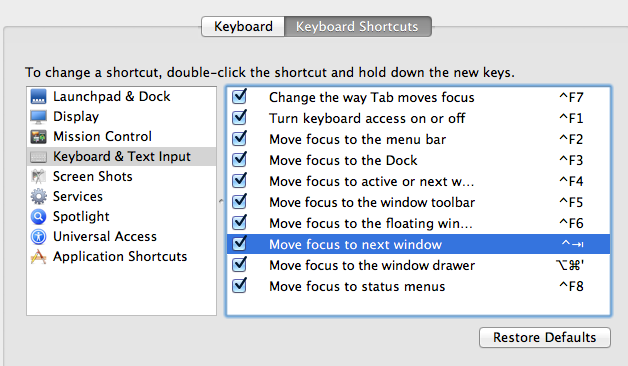 Keyboard Keyboard Shortcuts
To change a shortcut, double-click the shortcut and hold down the new keys.
Launchpad & Dock
Display
Mission Control
Keyboard & Text Input
Screen Shots
Services
Spotlight
Universal Access
Application Shortcuts
Change the way Tab moves focus ^F7
Turn keyboard access on or off ^F1
Move focus to the menu bar ^F2
Move focus to the Dock ^F3
Move focus to active or next w... ^F4
Move focus to the window toolbar ^F5
Move focus to the floating win... ^F6
Move focus to next window ^⇥
Move focus to the window drawer ⌥⌘'
Move focus to status menus ^F8
Restore Defaults